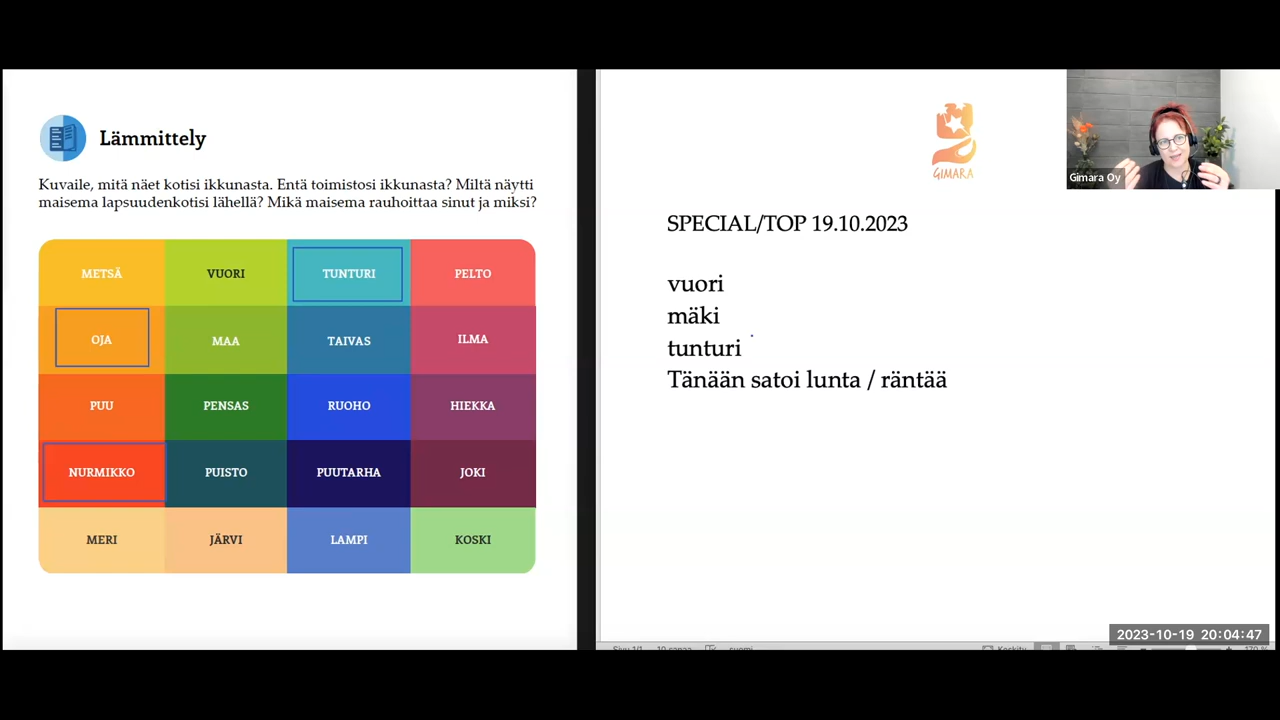 Lämmittely
Kuvaile, mitä näet kotisi ikkunasta. Entä toimistosi ikkunasta? Miltä näytti
maisema lapsuudenkotisi lähellä? Mikä maisema rauhoittaa sinut ja miksi?
METSÄ VUORI TUNTURI PELTO
OJA MAA TAIVAS ILMA
PUU PENSAS RUOHO HIEKKA
NURMIKKO PUISTO PUUTARHA JOKI
MERI JÄRVI LAMPI KOSKI
GIMARA
SPECIAL/TOP 19.10.2023
vuori
mäki
tunturi
Tänään satoi lunta / räntää
Gimara Oy
2023-10-19 20:04:47